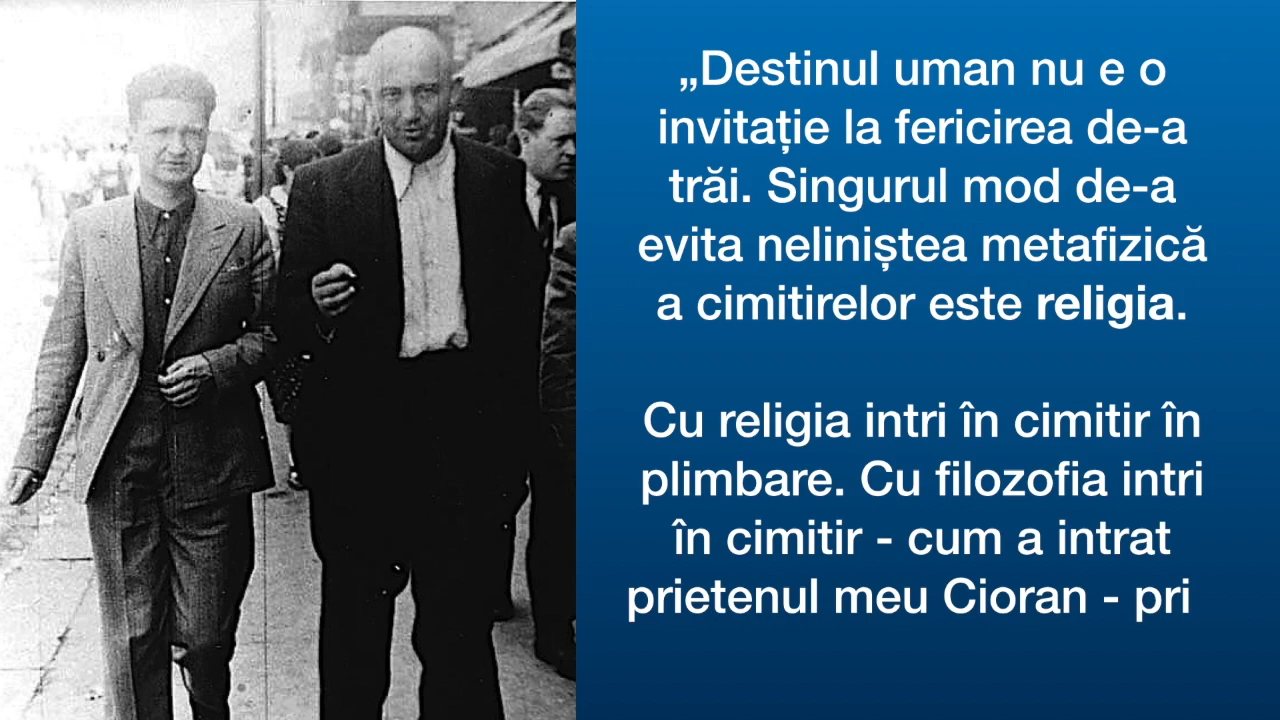 „Destinul uman nu e o
invitație la fericirea de-a
trăi. Singurul mod de-a
evita neliniștea metafizică
a cimitirelor este religia.
Cu religia intri în cimitir în
plimbare. Cu filozofia intri
în cimitir - cum a intrat
prietenul meu Cioran - pri